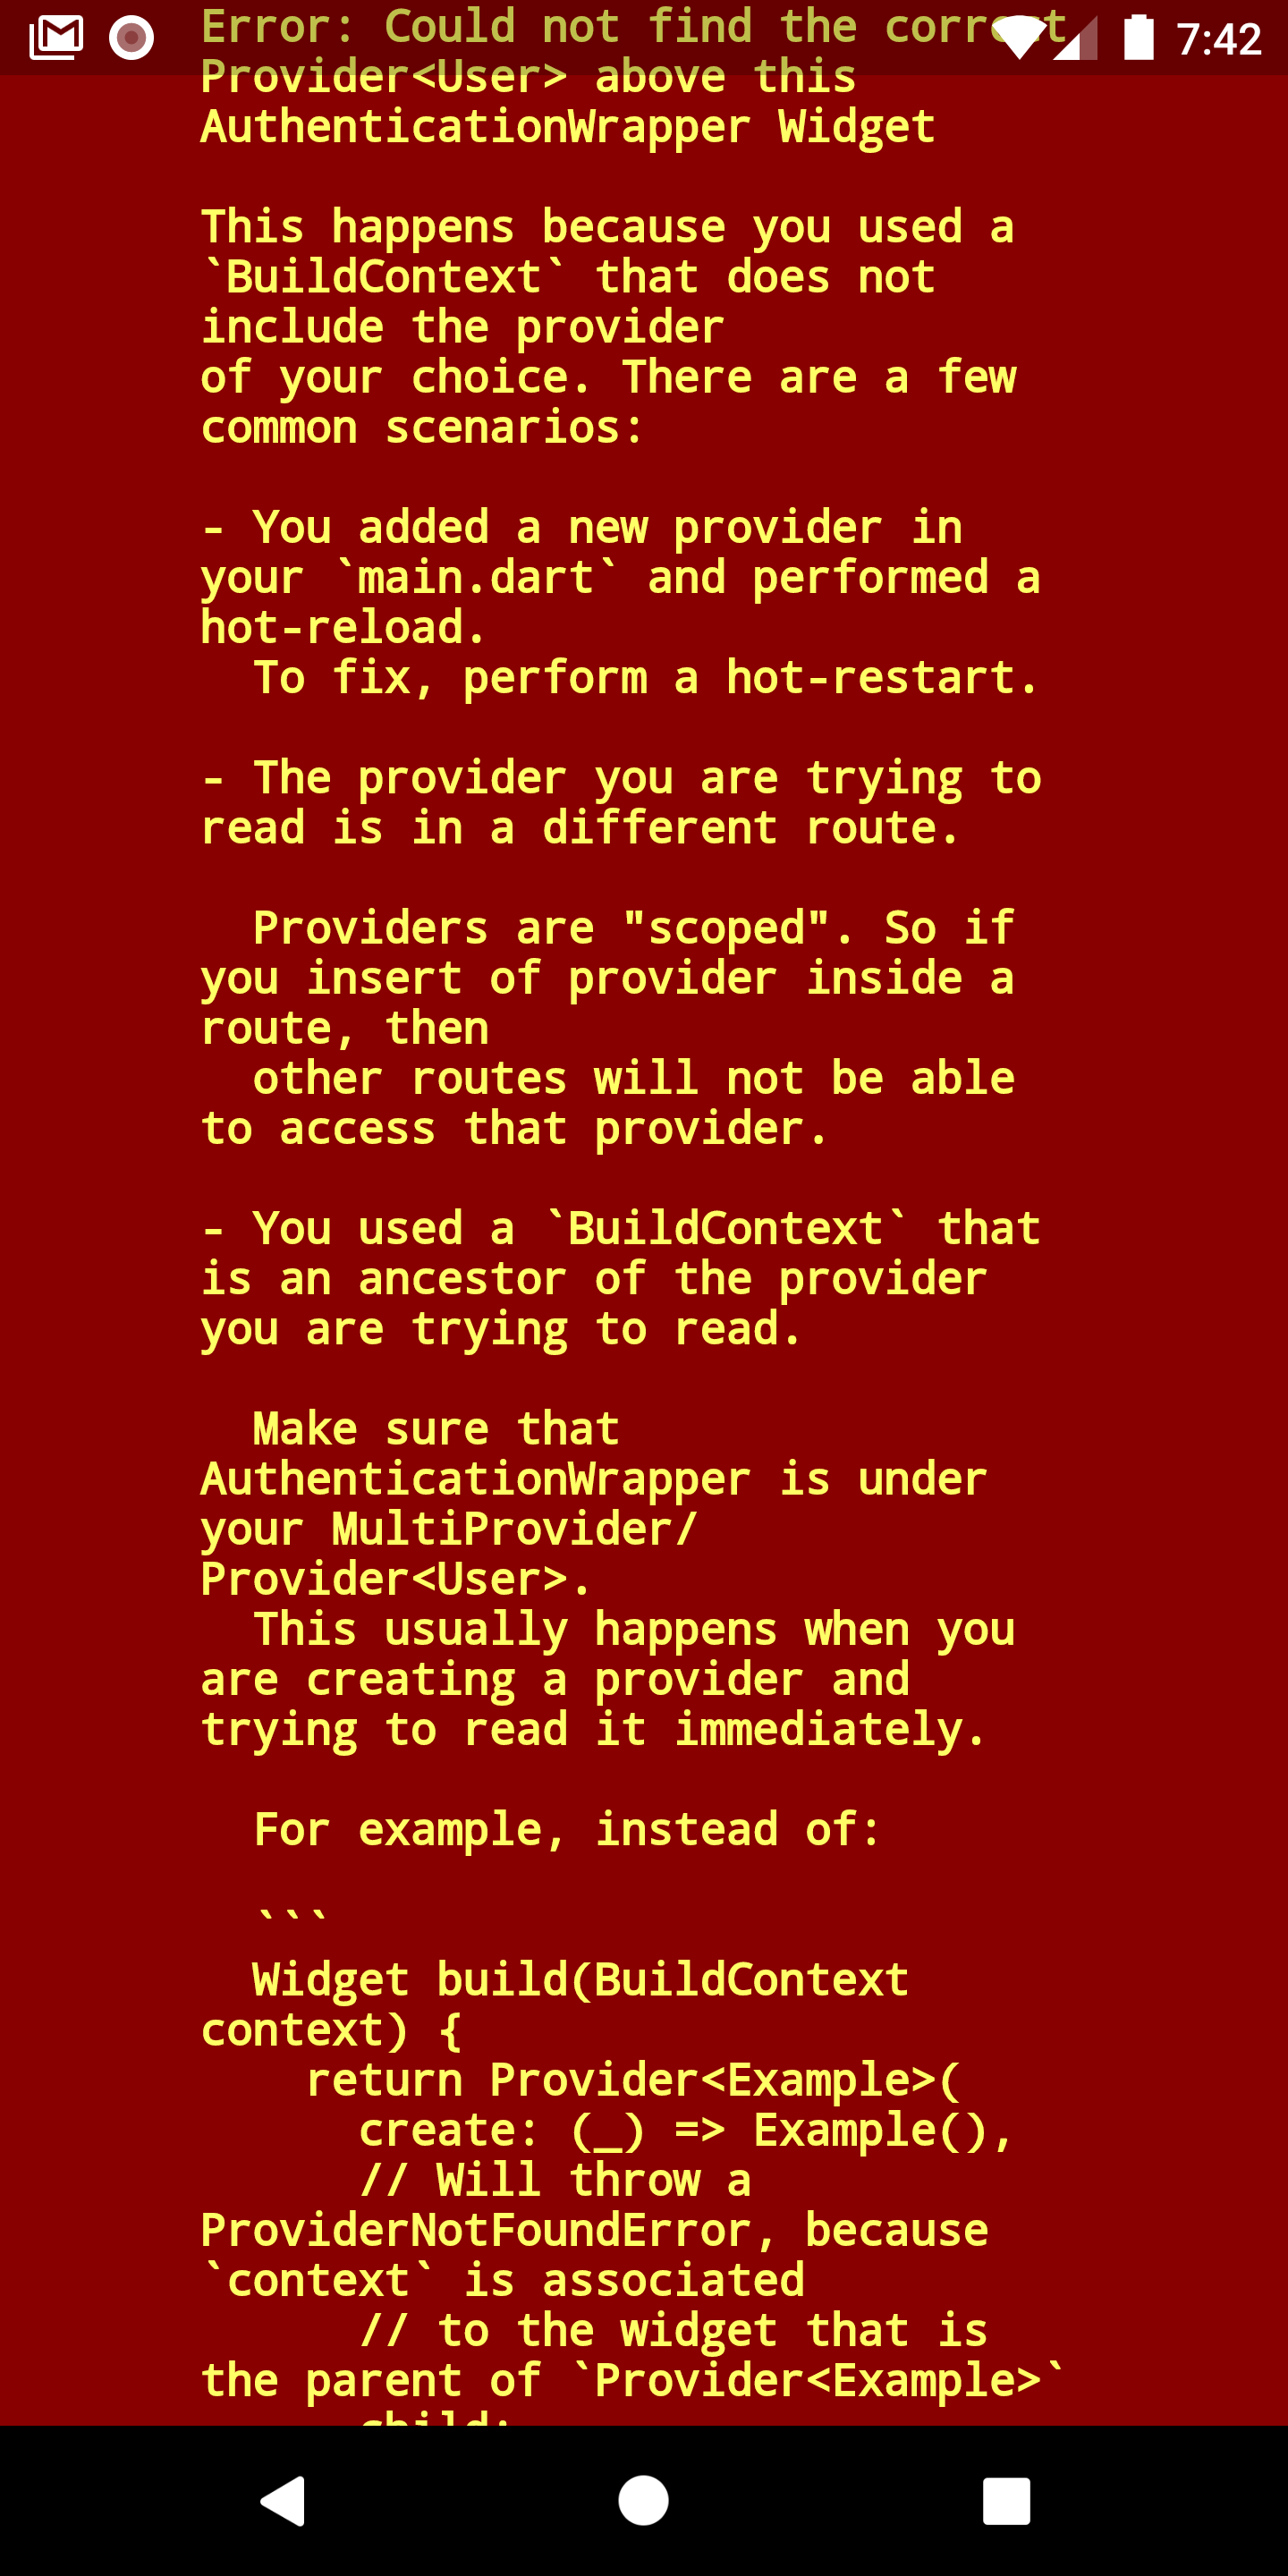 7:42
Error: Could not find the correct
Provider<User> above this
AuthenticationWrapper Widget
This happens because you used a
`BuildContext` that does not
include the provider
of your choice. There are a few
common scenarios:
- You added a new provider in
your `main.dart` and performed a
hot-reload.
To fix, perform a hot-restart.
- The provider you are trying to
read is in a different route.
Providers are "scoped". So if
you insert of provider inside a
route, then
other routes will not be able
to access that provider.
- You used a `BuildContext` that
is an ancestor of the provider
you are trying to read.
Make sure that
AuthenticationWrapper is under
your MultiProvider/
Provider<User>.
This usually happens when you
are creating a provider and
trying to read it immediately.
For example, instead of:
```
Widget build(BuildContext
context) {
return Provider<Example>(
create: (_) => Example(),
// Will throw a
ProviderNotFoundError, because
`context` is associated
// to the widget that is
the parent of `Provider<Example>`
child: